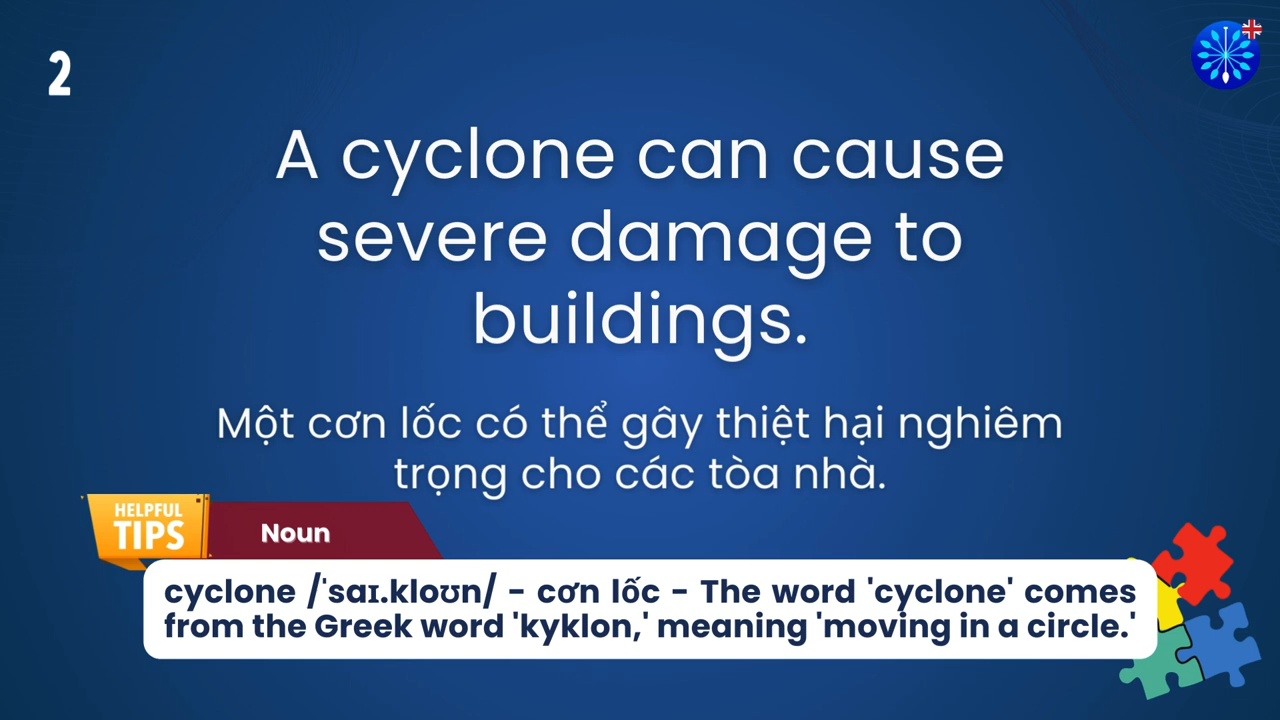 2
A cyclone can cause
severe damage to
buildings.
Một cơn lốc có thể gây thiệt hại nghiêm
trọng cho các tòa nhà.
HELPFUL
TIPS
Noun
cyclone /ˈsaɪ.kloʊn/ - cơn lốc - The word 'cyclone' comes
from the Greek word 'kyklon,' meaning 'moving in a circle.'